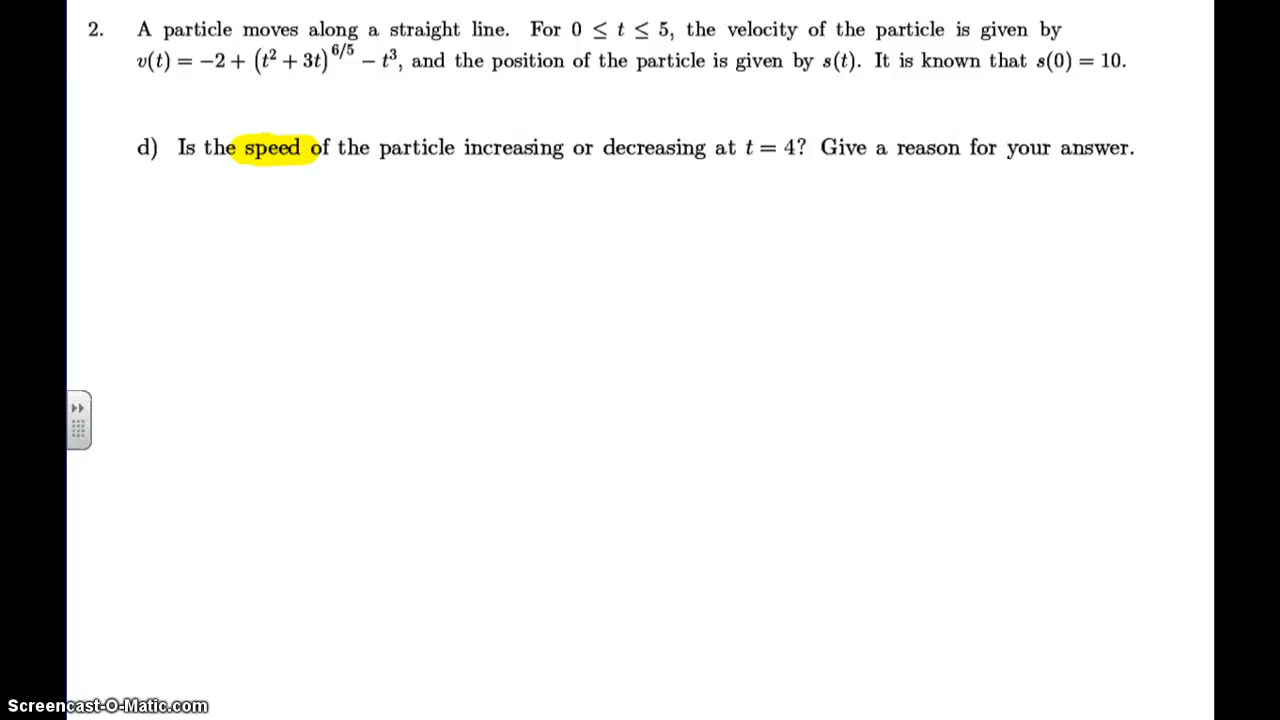 2. A particle moves along a straight line. For 0 ≤ t ≤ 5, the velocity of the particle is given by
v(t) = −2 + (t² + 3t)^{6/5} − t³, and the position of the particle is given by s(t). It is known that s(0) = 10.
d) Is the speed of the particle increasing or decreasing at t = 4? Give a reason for your answer.
Screencast-O-Matic.com